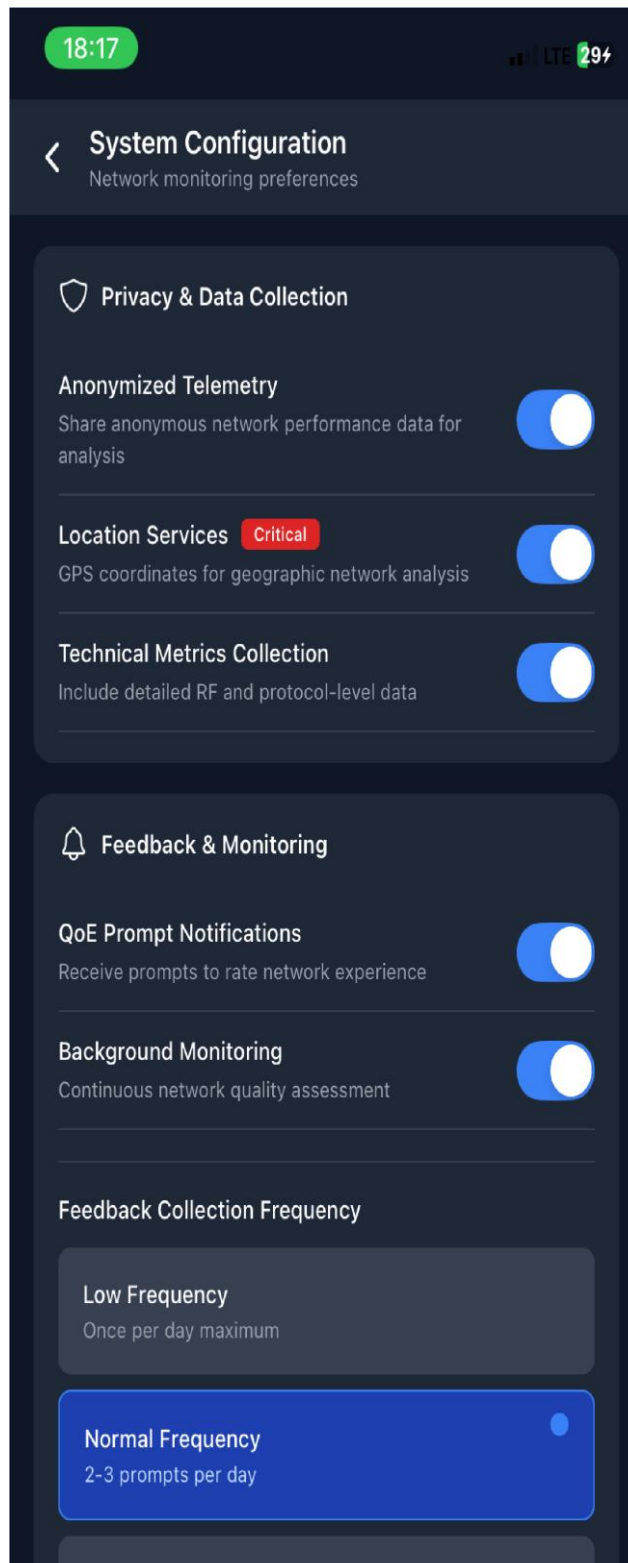 18:17
LTE 29
System Configuration
Network monitoring preferences
Privacy & Data Collection
Anonymized Telemetry
Share anonymous network performance data for
analysis
Location Services Critical
GPS coordinates for geographic network analysis
Technical Metrics Collection
Include detailed RF and protocol-level data
Feedback & Monitoring
QoE Prompt Notifications
Receive prompts to rate network experience
Background Monitoring
Continuous network quality assessment
Feedback Collection Frequency
Low Frequency
Once per day maximum
Normal Frequency
2-3 prompts per day